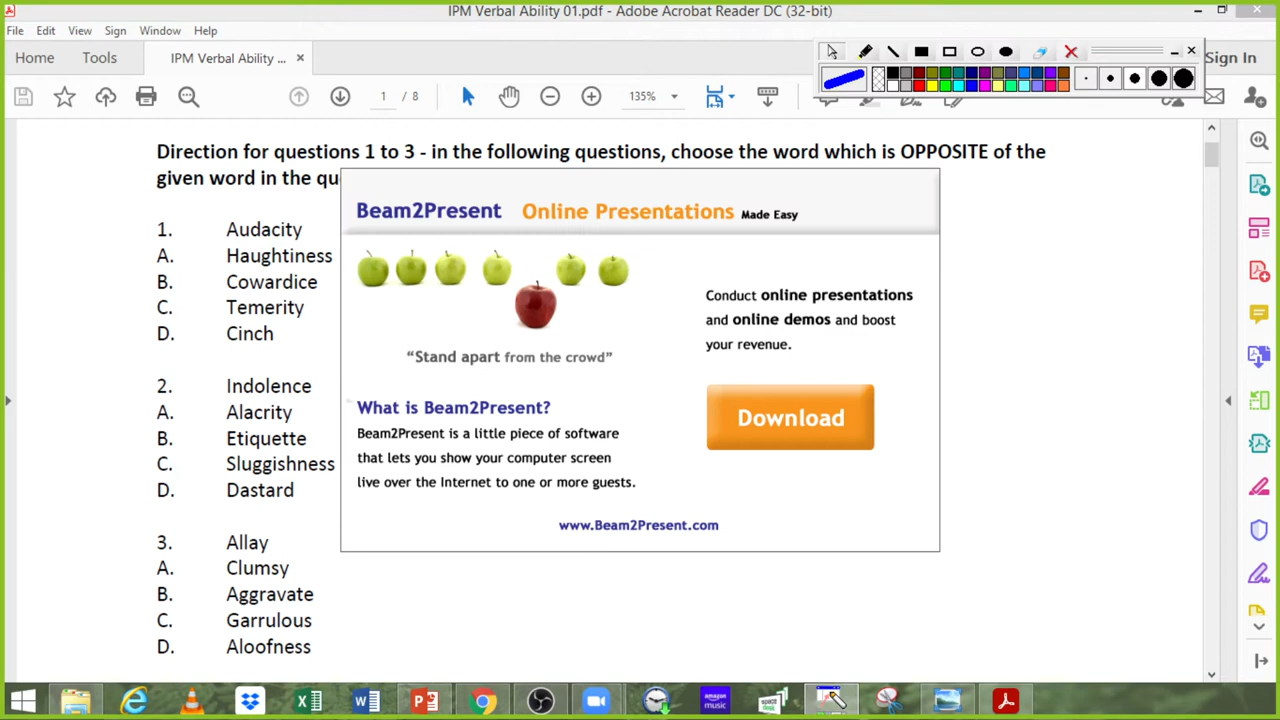 IPM Verbal Ability 01.pdf - Adobe Acrobat Reader DC (32-bit)
File Edit View Sign Window Help
Home Tools IPM Verbal Ability ... × Sign In
1 / 8 135%
Direction for questions 1 to 3 - in the following questions, choose the word which is OPPOSITE of the
given word in the qu
1. Audacity
A. Haughtiness
B. Cowardice
C. Temerity
D. Cinch
2. Indolence
A. Alacrity
B. Etiquette
C. Sluggishness
D. Dastard
3. Allay
A. Clumsy
B. Aggravate
C. Garrulous
D. Aloofness
Beam2Present Online Presentations Made Easy
“Stand apart from the crowd”
What is Beam2Present?
Beam2Present is a little piece of software
that lets you show your computer screen
live over the Internet to one or more guests.
Conduct online presentations
and online demos and boost
your revenue.
Download
www.Beam2Present.com
amazon
music